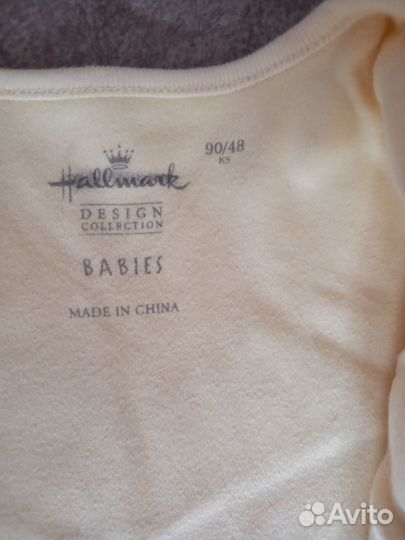 Hallmark
90/48
KS
DESIGN
COLLECTION
BABIES
MADE IN CHINA
Avito